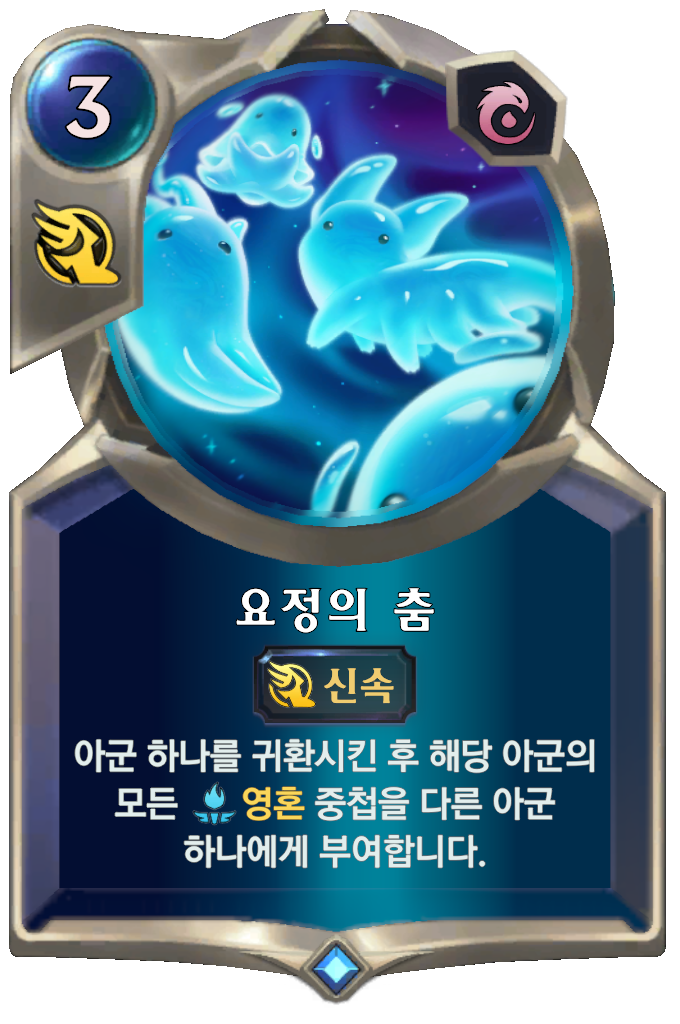 3
요정의 춤
신속
아군 하나를 귀환시킨 후 해당 아군의
모든 영혼 중첩을 다른 아군
하나에게 부여합니다.